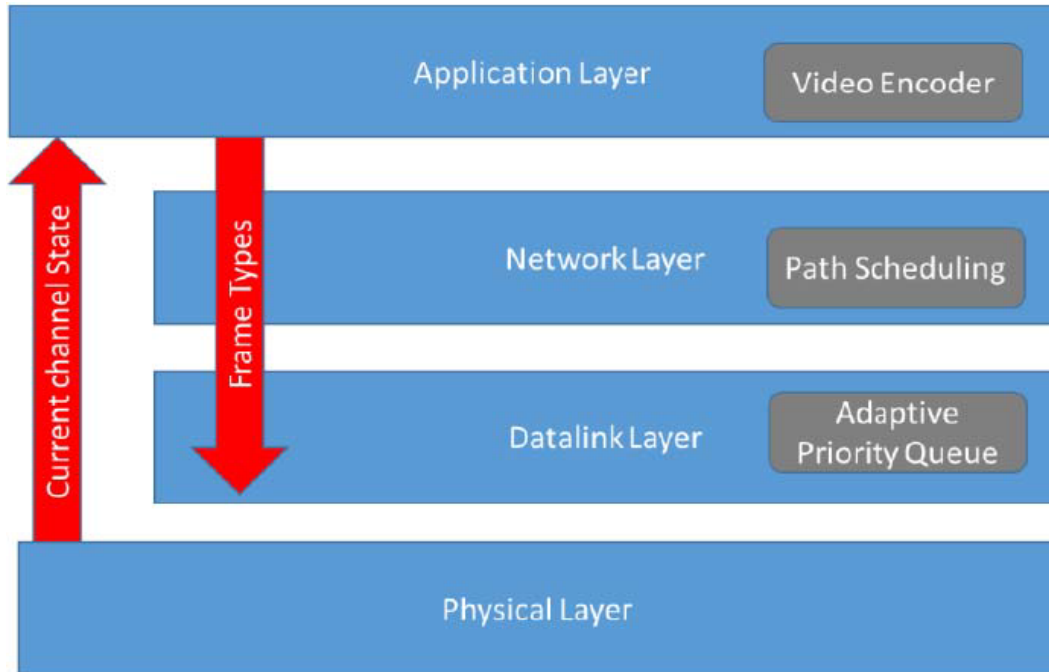 Application Layer
Video Encoder
Current channel State
Frame Types
Network Layer
Path Scheduling
Datalink Layer
Adaptive
Priority Queue
Physical Layer